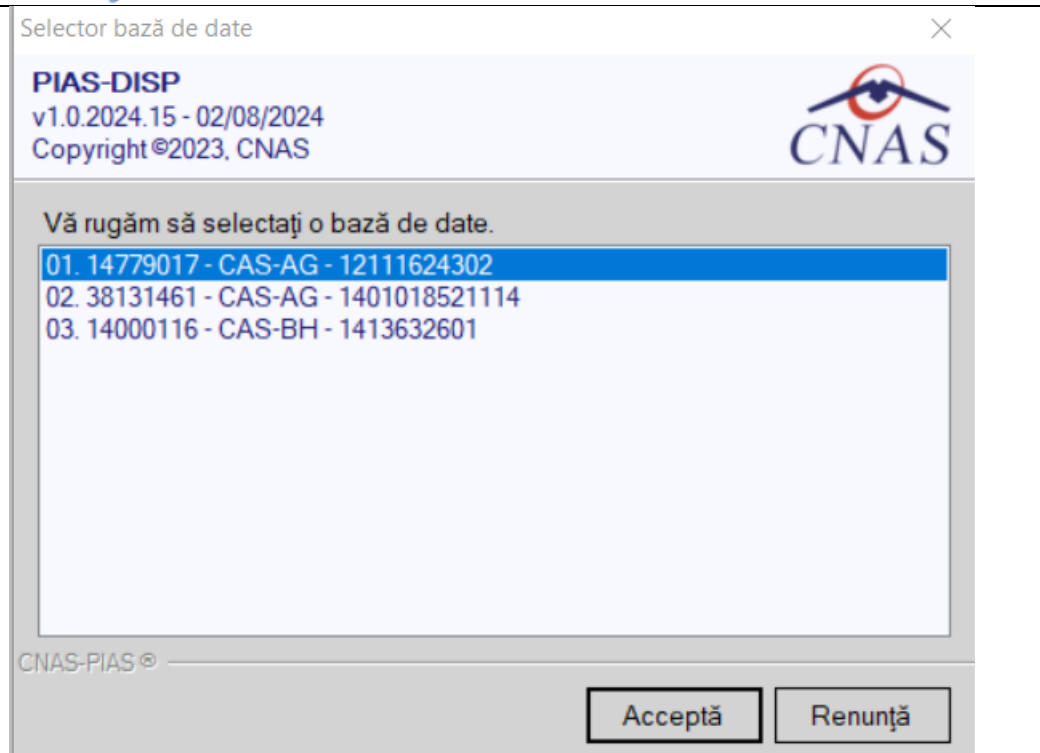 Selector bază de date
PIAS-DISP
v1.0.2024.15 - 02/08/2024
Copyright ©2023, CNAS
CNAS
Vă rugăm să selectaţi o bază de date.
01. 14779017 - CAS-AG - 12111624302
02. 38131461 - CAS-AG - 1401018521114
03. 14000116 - CAS-BH - 1413632601
CNAS-PIAS ®
Acceptă
Renunţă